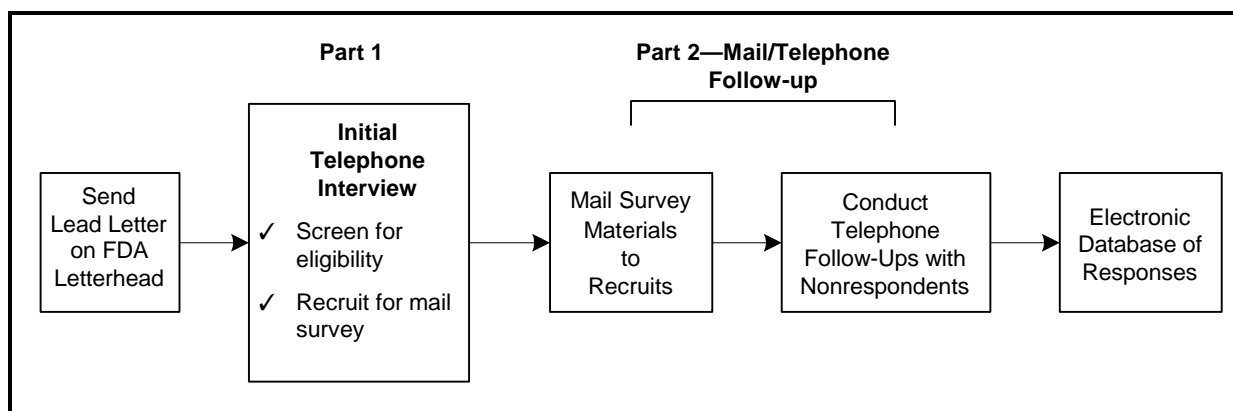 Part 1
Part 2—Mail/Telephone
Follow-up
Send
Lead Letter
on FDA
Letterhead
Initial
Telephone
Interview
✓ Screen for
eligibility
✓ Recruit for mail
survey
Mail Survey
Materials
to
Recruits
Conduct
Telephone
Follow-Ups with
Nonrespondents
Electronic
Database of
Responses